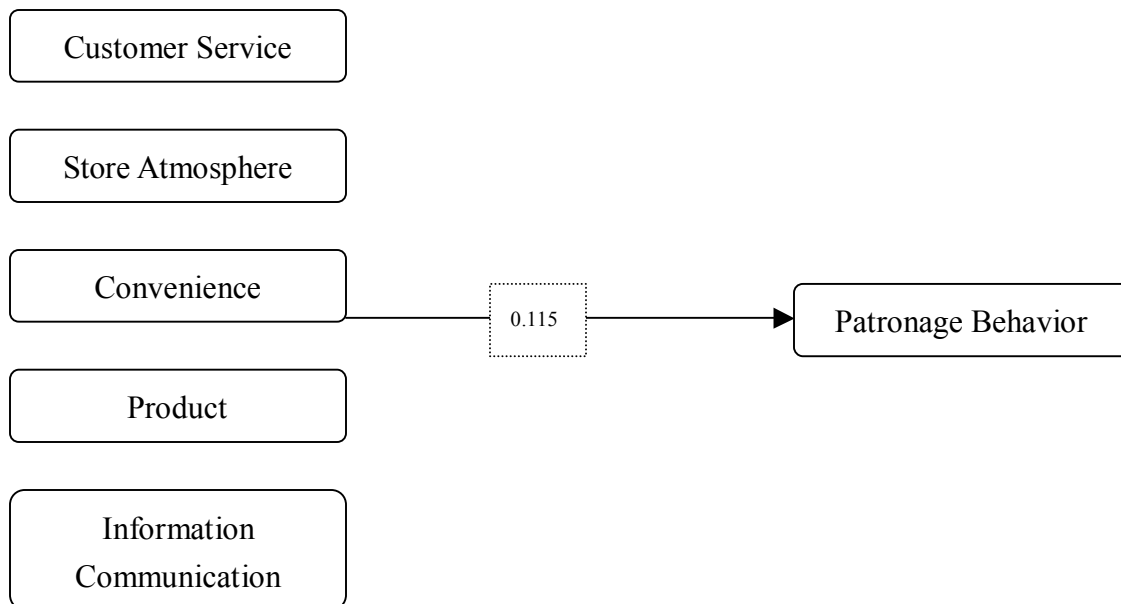 Customer Service
Store Atmosphere
Convenience
0.115
Patronage Behavior
Product
Information
Communication